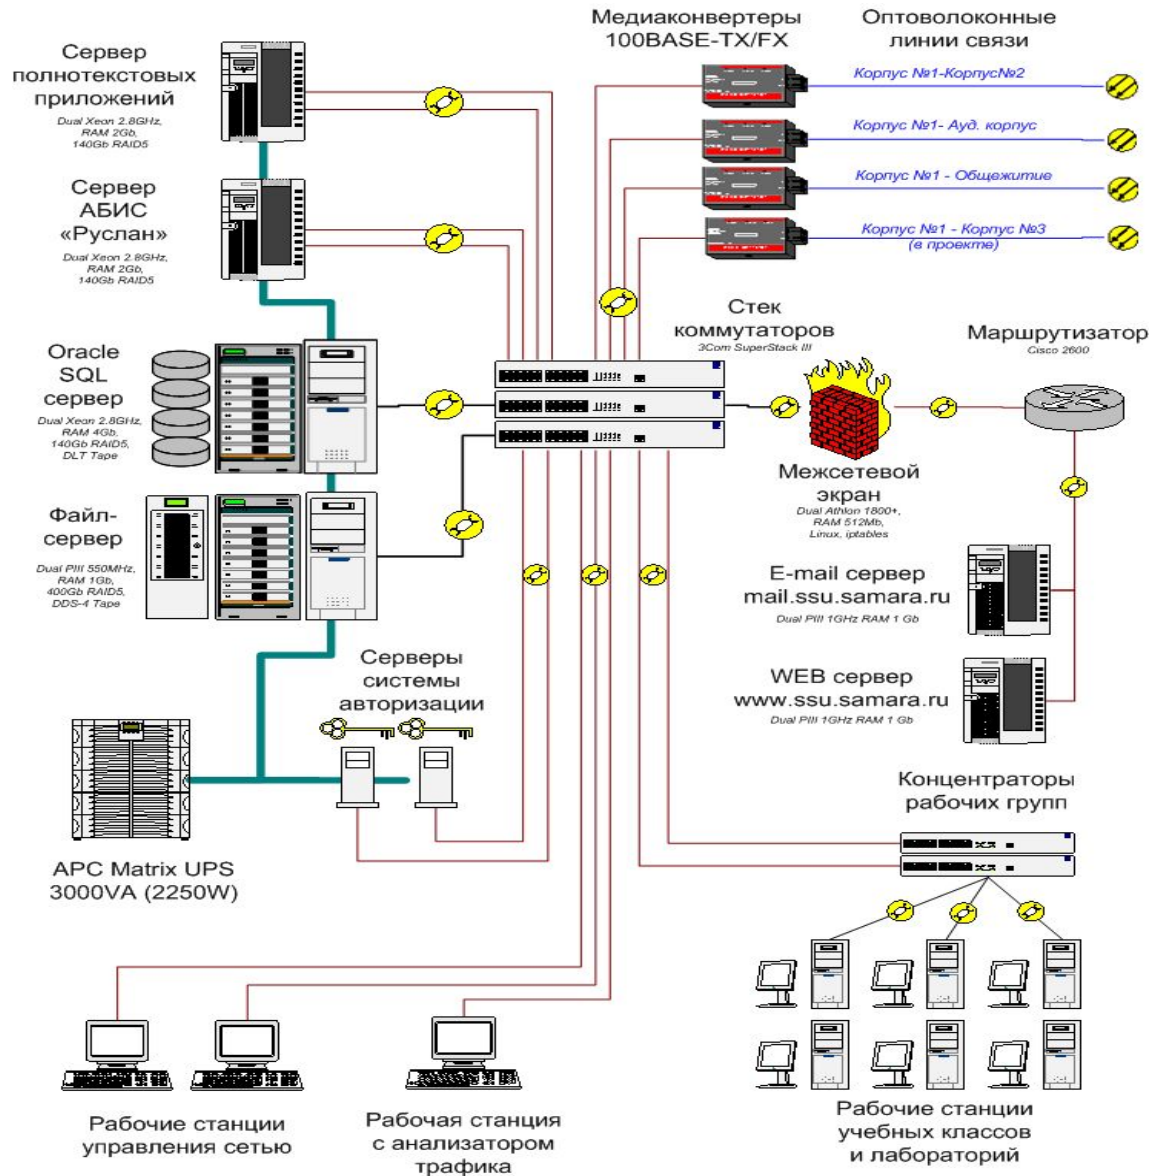 Медиаконвертеры
100BASE-TX/FX
Оптоволоконные
линии связи
Корпус №1-Корпус№2
Корпус №1- Ауд. корпус
Корпус №1 - Общежитие
Корпус №1 - Корпус №3
(в проекте)
Сервер
полнотекстовых
приложений
Dual Xeon 2.8GHz,
RAM 2Gb,
140Gb RAID5
Сервер
АБИС
«Руслан»
Dual Xeon 2.8GHz,
RAM 2Gb,
140Gb RAID5
Oracle
SQL
сервер
Dual Xeon 2.8GHz,
RAM 4Gb,
140Gb RAID5,
DLT Tape
Файл-
сервер
Dual PIII 550MHz,
RAM 1Gb,
400Gb RAID5,
DDS-4 Tape
Стек
коммутаторов
3Com SuperStack III
Маршрутизатор
Cisco 2600
Межсетевой
экран
Dual Athlon 1800+,
RAM 512Mb,
Linux, iptables
E-mail сервер
mail.ssu.samara.ru
Dual PIII 1GHz RAM 1 Gb
WEB сервер
www.ssu.samara.ru
Dual PIII 1GHz RAM 1 Gb
Серверы
системы
авторизации
APC Matrix UPS
3000VA (2250W)
Концентраторы
рабочих групп
Рабочие станции
управления сетью
Рабочая станция
с анализатором
трафика
Рабочие станции
учебных классов
и лабораторий